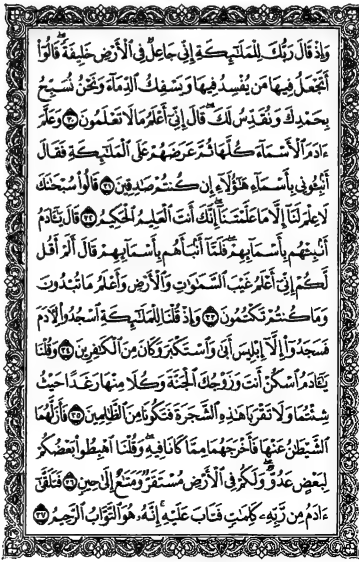 وَإِذْ قَالَ رَبُّكَ لِلْمَلَٰٓئِكَةِ إِنِّى جَاعِلٌ فِى ٱلْأَرْضِ خَلِيفَةً ۖ قَالُوٓا۟
أَتَجْعَلُ فِيهَا مَن يُفْسِدُ فِيهَا وَيَسْفِكُ ٱلدِّمَآءَ وَنَحْنُ نُسَبِّحُ
بِحَمْدِكَ وَنُقَدِّسُ لَكَ ۖ قَالَ إِنِّىٓ أَعْلَمُ مَا لَا تَعْلَمُونَ ٣٠ وَعَلَّمَ
ءَادَمَ ٱلْأَسْمَآءَ كُلَّهَا ثُمَّ عَرَضَهُمْ عَلَى ٱلْمَلَٰٓئِكَةِ فَقَالَ
أَنۢبِـُٔونِى بِأَسْمَآءِ هَٰٓؤُلَآءِ إِن كُنتُمْ صَٰدِقِينَ ٣١ قَالُوا۟ سُبْحَٰنَكَ
لَا عِلْمَ لَنَآ إِلَّا مَا عَلَّمْتَنَآ ۖ إِنَّكَ أَنتَ ٱلْعَلِيمُ ٱلْحَكِيمُ ٣٢ قَالَ يَٰٓـَٔادَمُ
أَنۢبِئْهُم بِأَسْمَآئِهِمْ ۖ فَلَمَّآ أَنۢبَأَهُم بِأَسْمَآئِهِمْ قَالَ أَلَمْ أَقُل
لَّكُمْ إِنِّىٓ أَعْلَمُ غَيْبَ ٱلسَّمَٰوَٰتِ وَٱلْأَرْضِ وَأَعْلَمُ مَا تُبْدُونَ
وَمَا كُنتُمْ تَكْتُمُونَ ٣٣ وَإِذْ قُلْنَا لِلْمَلَٰٓئِكَةِ ٱسْجُدُوا۟ لِءَادَمَ
فَسَجَدُوٓا۟ إِلَّآ إِبْلِيسَ أَبَىٰ وَٱسْتَكْبَرَ وَكَانَ مِنَ ٱلْكَٰفِرِينَ ٣٤ وَقُلْنَا
يَٰٓـَٔادَمُ ٱسْكُنْ أَنتَ وَزَوْجُكَ ٱلْجَنَّةَ وَكُلَا مِنْهَا رَغَدًا حَيْثُ
شِئْتُمَا وَلَا تَقْرَبَا هَٰذِهِ ٱلشَّجَرَةَ فَتَكُونَا مِنَ ٱلظَّٰلِمِينَ ٣٥ فَأَزَلَّهُمَا
ٱلشَّيْطَٰنُ عَنْهَا فَأَخْرَجَهُمَا مِمَّا كَانَا فِيهِ ۖ وَقُلْنَا ٱهْبِطُوا۟ بَعْضُكُمْ
لِبَعْضٍ عَدُوٌّ ۖ وَلَكُمْ فِى ٱلْأَرْضِ مُسْتَقَرٌّ وَمَتَٰعٌ إِلَىٰ حِينٍ ٣٦ فَتَلَقَّىٰٓ
ءَادَمُ مِن رَّبِّهِۦ كَلِمَٰتٍ فَتَابَ عَلَيْهِ ۚ إِنَّهُۥ هُوَ ٱلتَّوَّابُ ٱلرَّحِيمُ ٣٧